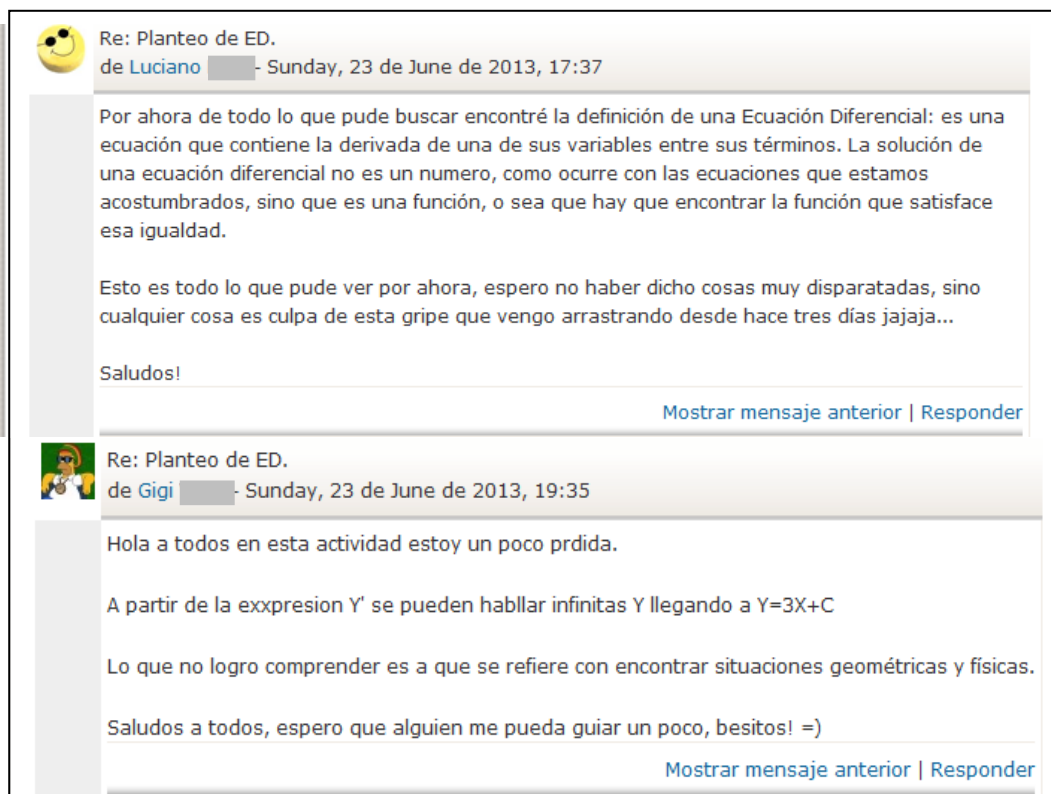 Re: Planteo de ED.
de Luciano - Sunday, 23 de June de 2013, 17:37
Por ahora de todo lo que pude buscar encontré la definición de una Ecuación Diferencial: es una
ecuación que contiene la derivada de una de sus variables entre sus términos. La solución de
una ecuación diferencial no es un numero, como ocurre con las ecuaciones que estamos
acostumbrados, sino que es una función, o sea que hay que encontrar la función que satisface
esa igualdad.
Esto es todo lo que pude ver por ahora, espero no haber dicho cosas muy disparatadas, sino
cualquier cosa es culpa de esta gripe que vengo arrastrando desde hace tres días jajaja...
Saludos!
Mostrar mensaje anterior | Responder
Re: Planteo de ED.
de Gigi - Sunday, 23 de June de 2013, 19:35
Hola a todos en esta actividad estoy un poco prdida.
A partir de la exxpresion Y' se pueden habllar infinitas Y llegando a Y=3X+C
Lo que no logro comprender es a que se refiere con encontrar situaciones geométricas y físicas.
Saludos a todos, espero que alguien me pueda guiar un poco, besitos! =)
Mostrar mensaje anterior | Responder